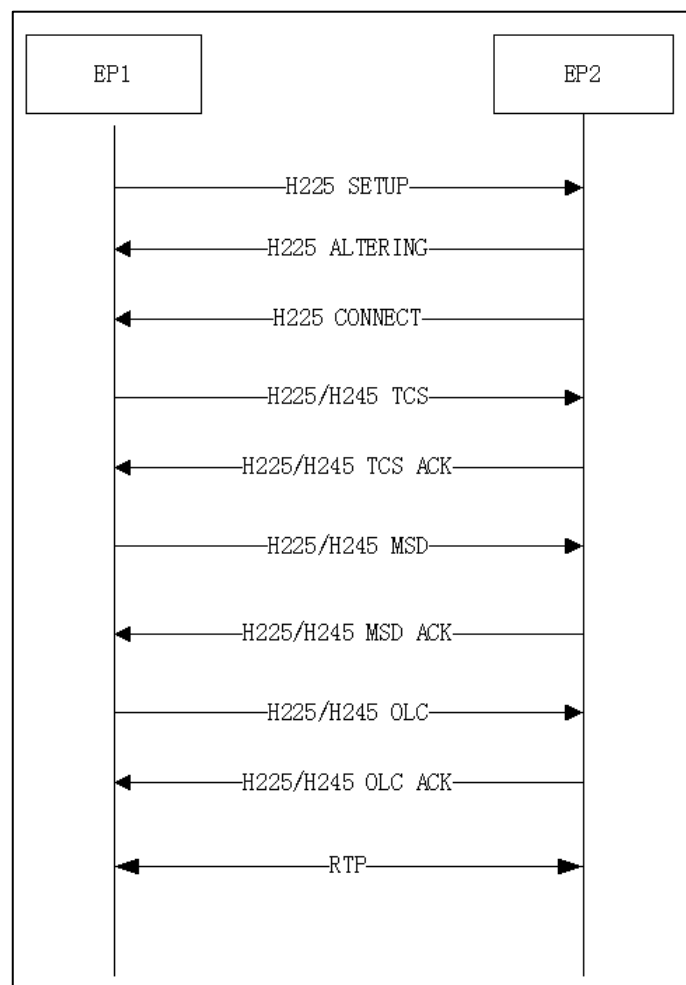 EP1
EP2
H225 SETUP
H225 ALTERING
H225 CONNECT
H225/H245 TCS
H225/H245 TCS ACK
H225/H245 MSD
H225/H245 MSD ACK
H225/H245 OLC
H225/H245 OLC ACK
RTP